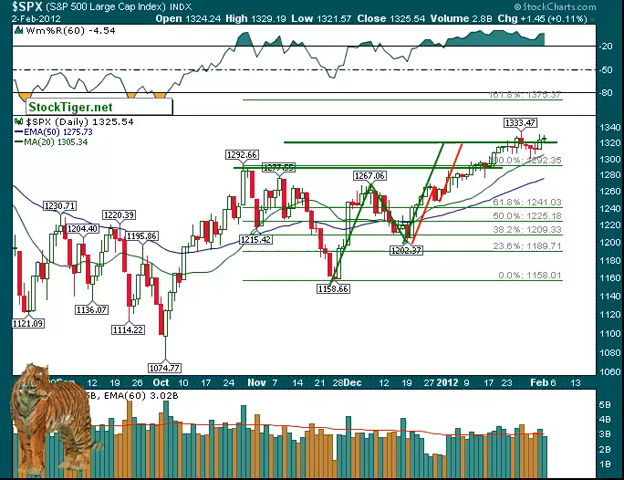 $SPX (S&P 500 Large Cap Index) INDX
© StockCharts.com
2-Feb-2012
Open 1324.24 High 1329.19 Low 1321.57 Close 1325.54 Volume 2.8B Chg +1.45 (+0.11%)
Wm%R(60) -4.54
-20
-50
-80
161.8%: 1375.37
StockTiger.net
$SPX (Daily) 1325.54
EMA(50) 1275.73
MA(20) 1305.34
1333.47
1340
1320
1300
1280
1260
1240
1220
1200
1180
1160
1140
1120
1100
1080
1060
1292.66
1277.55
1267.06
100.0%: 1292.35
61.8%: 1241.03
50.0%: 1225.18
38.2%: 1209.33
23.6%: 1189.71
0.0%: 1158.01
1230.71
1204.40
1220.39
1195.86
1215.42
1202.37
1158.66
1136.07
1121.09
1114.22
1074.77
Sep 12 19 26 Oct 10 17 24 Nov 7 14 21 28 Dec 12 19 27 2012 9 17 23 Feb 6 13
5B, EMA(60) 3.02B
5B
4B
3B
2B
1B